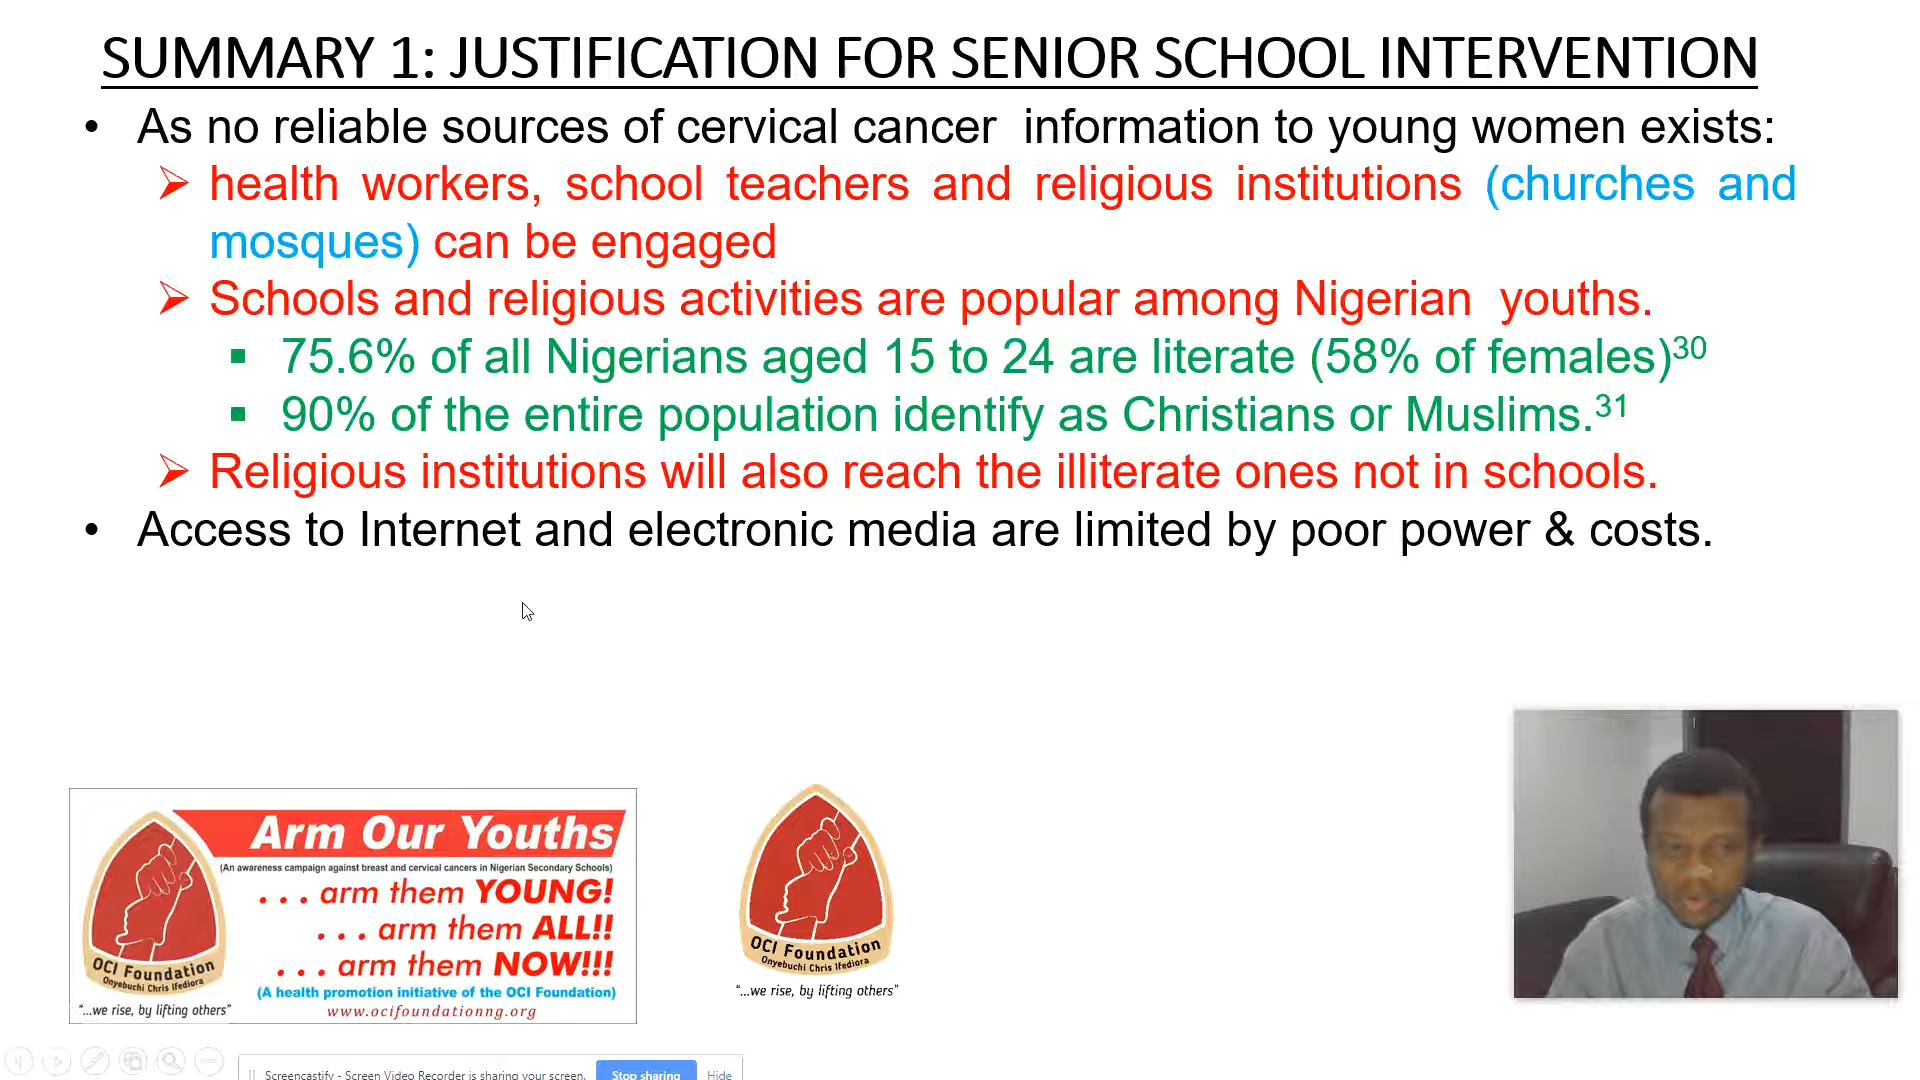 SUMMARY 1: JUSTIFICATION FOR SENIOR SCHOOL INTERVENTION
• As no reliable sources of cervical cancer information to young women exists:
➢ health workers, school teachers and religious institutions (churches and
mosques) can be engaged
➢ Schools and religious activities are popular among Nigerian youths.
▪ 75.6% of all Nigerians aged 15 to 24 are literate (58% of females)30
▪ 90% of the entire population identify as Christians or Muslims.31
➢ Religious institutions will also reach the illiterate ones not in schools.
• Access to Internet and electronic media are limited by poor power & costs.
Arm Our Youths
(An awareness campaign against breast and cervical cancers in Nigerian Secondary Schools)
. . . arm them YOUNG!
. . . arm them ALL!!
. . . arm them NOW!!!
(A health promotion initiative of the OCI Foundation)
www.ocifoundationng.org
OCI Foundation
Onyebuchi Chris Ifediora
"...we rise, by lifting others"
OCI Foundation
Onyebuchi Chris Ifediora
"...we rise, by lifting others"
Screencastify - Screen Video Recorder is sharing your screen.
Stop sharing
Hide